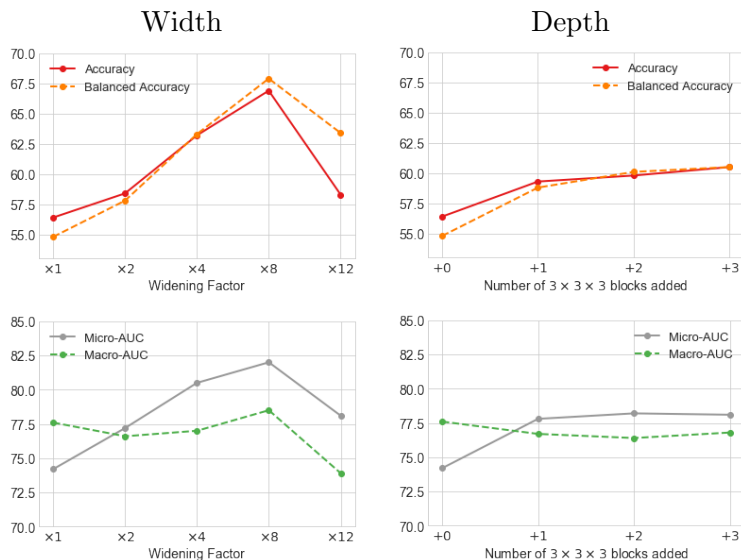 Width
70.0
67.5
65.0
62.5
60.0
57.5
55.0
Accuracy
Balanced Accuracy
×1 ×2 ×4 ×8 ×12
Widening Factor
Depth
70.0
67.5
65.0
62.5
60.0
57.5
55.0
Accuracy
Balanced Accuracy
+0 +1 +2 +3
Number of 3 × 3 × 3 blocks added
85.0
82.5
80.0
77.5
75.0
72.5
70.0
Micro-AUC
Macro-AUC
×1 ×2 ×4 ×8 ×12
Widening Factor
85.0
82.5
80.0
77.5
75.0
72.5
70.0
Micro-AUC
Macro-AUC
+0 +1 +2 +3
Number of 3 × 3 × 3 blocks added